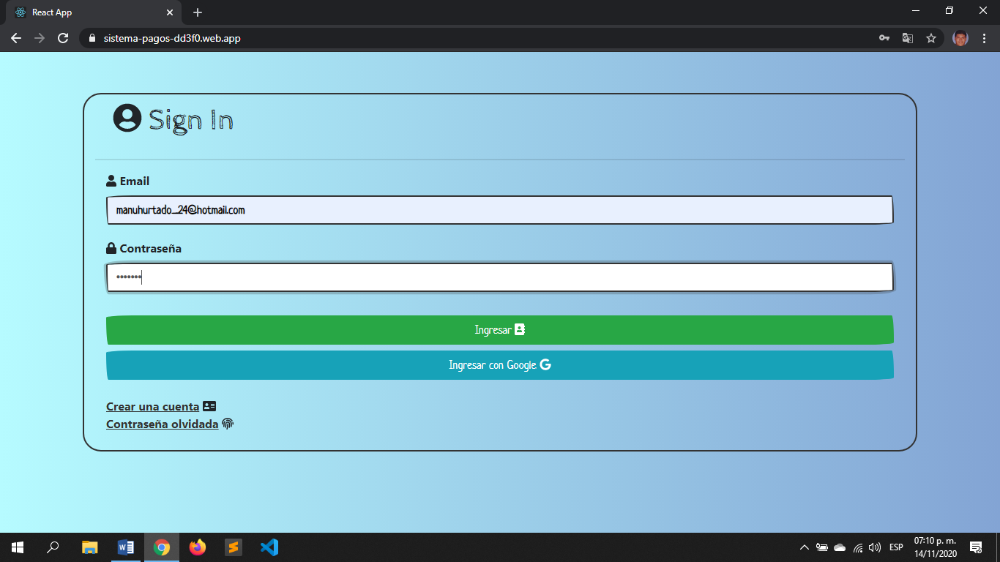 React App
sistema-pagos-dd3f0.web.app
Sign In
Email
manuhurtado_24@hotmail.com
Contraseña
•••••••
Ingresar
Ingresar con Google
Crear una cuenta
Contraseña olvidada
ESP
07:10 p. m.
14/11/2020